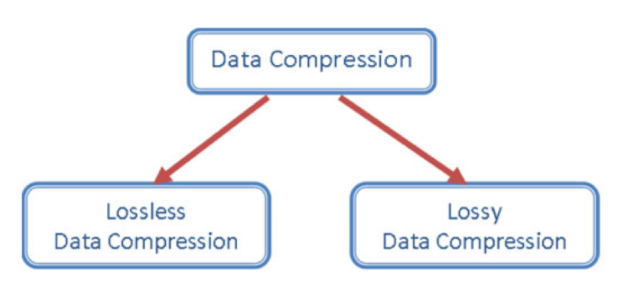 Data Compression
Lossless
Data Compression
Lossy
Data Compression